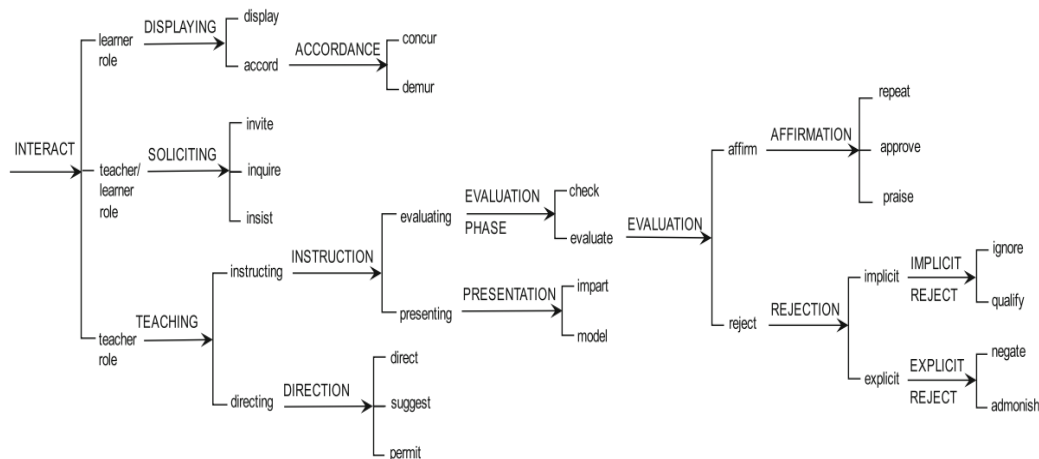 INTERACT
learner
role
DISPLAYING
display
accord
ACCORDANCE
concur
demur
teacher/
learner
role
SOLICITING
invite
inquire
insist
teacher
role
TEACHING
instructing
INSTRUCTION
evaluating
EVALUATION
PHASE
check
evaluate
EVALUATION
affirm
AFFIRMATION
repeat
approve
praise
reject
REJECTION
implicit
IMPLICIT
REJECT
ignore
qualify
explicit
EXPLICIT
REJECT
negate
admonish
presenting
PRESENTATION
impart
model
directing
DIRECTION
direct
suggest
permit